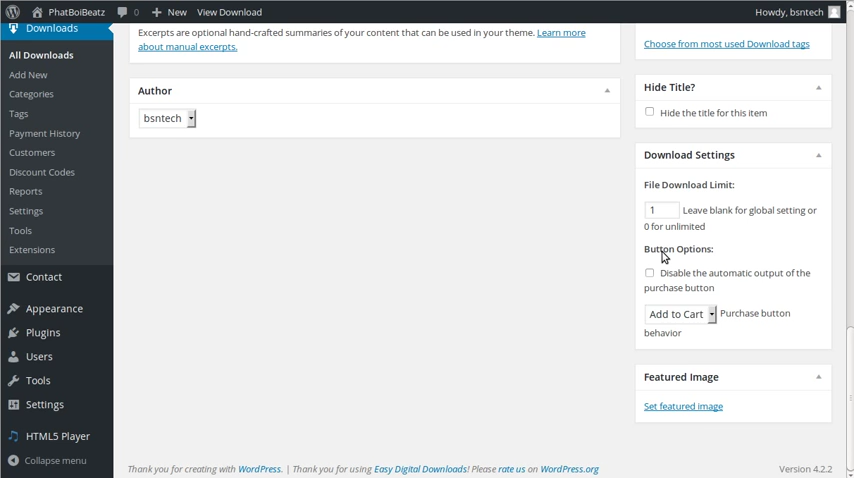 PhatBoiBeatz 0 New View Download Howdy, bsntech
Downloads
All Downloads
Add New
Categories
Tags
Payment History
Customers
Discount Codes
Reports
Settings
Tools
Extensions
Contact
Appearance
Plugins
Users
Tools
Settings
HTML5 Player
Collapse menu
Excerpts are optional hand-crafted summaries of your content that can be used in your theme. Learn more
about manual excerpts.
Author
bsntech
Choose from most used Download tags
Hide Title?
Hide the title for this item
Download Settings
File Download Limit:
1 Leave blank for global setting or
0 for unlimited
Button Options:
Disable the automatic output of the
purchase button
Add to Cart Purchase button
behavior
Featured Image
Set featured image
Thank you for creating with WordPress. | Thank you for using Easy Digital Downloads! Please rate us on WordPress.org
Version 4.2.2